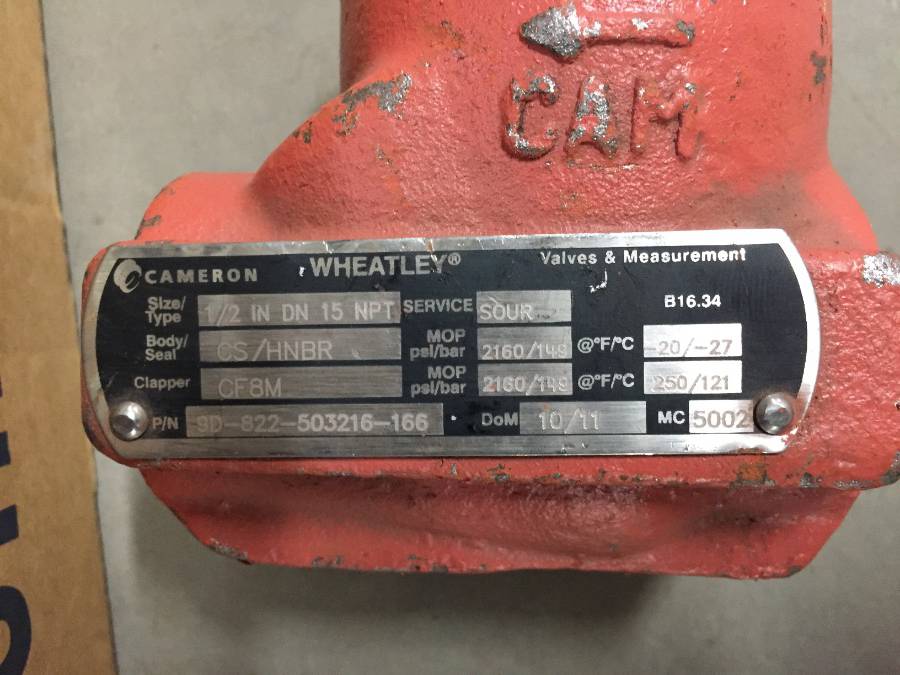 CAM
CAMERON WHEATLEY® Valves & Measurement
B16.34
Size/Type 1/2 IN DN 15 NPT SERVICE SOUR
Body/Seal CS/HNBR MOP psi/bar 2160/149 @°F/°C -20/-27
Clapper CF8M MOP psi/bar 2160/149 @°F/°C 250/121
P/N 9D-822-503216-166 DoM 10/11 MC 5002